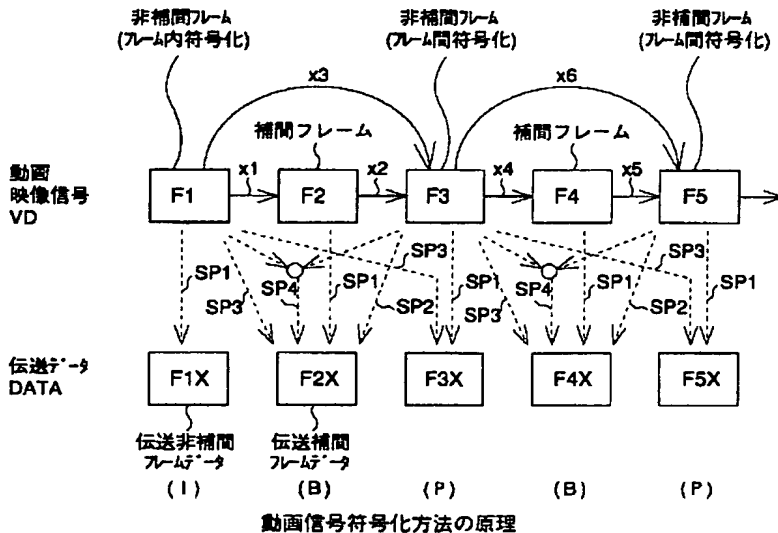 非補間フレーム
(フレーム内符号化)
非補間フレーム
(フレーム間符号化)
非補間フレーム
(フレーム間符号化)
x3
x6
補間フレーム
補間フレーム
動画
映像信号
VD
F1
x1
F2
x2
F3
x4
F4
x5
F5
SP1
SP3
SP4
SP1
SP3
SP2
SP1
SP3
SP4
SP1
SP3
SP2
SP1
伝送データ
DATA
F1X
F2X
F3X
F4X
F5X
伝送非補間
フレームデータ
伝送補間
フレームデータ
(I)
(B)
(P)
(B)
(P)
動画信号符号化方法の原理